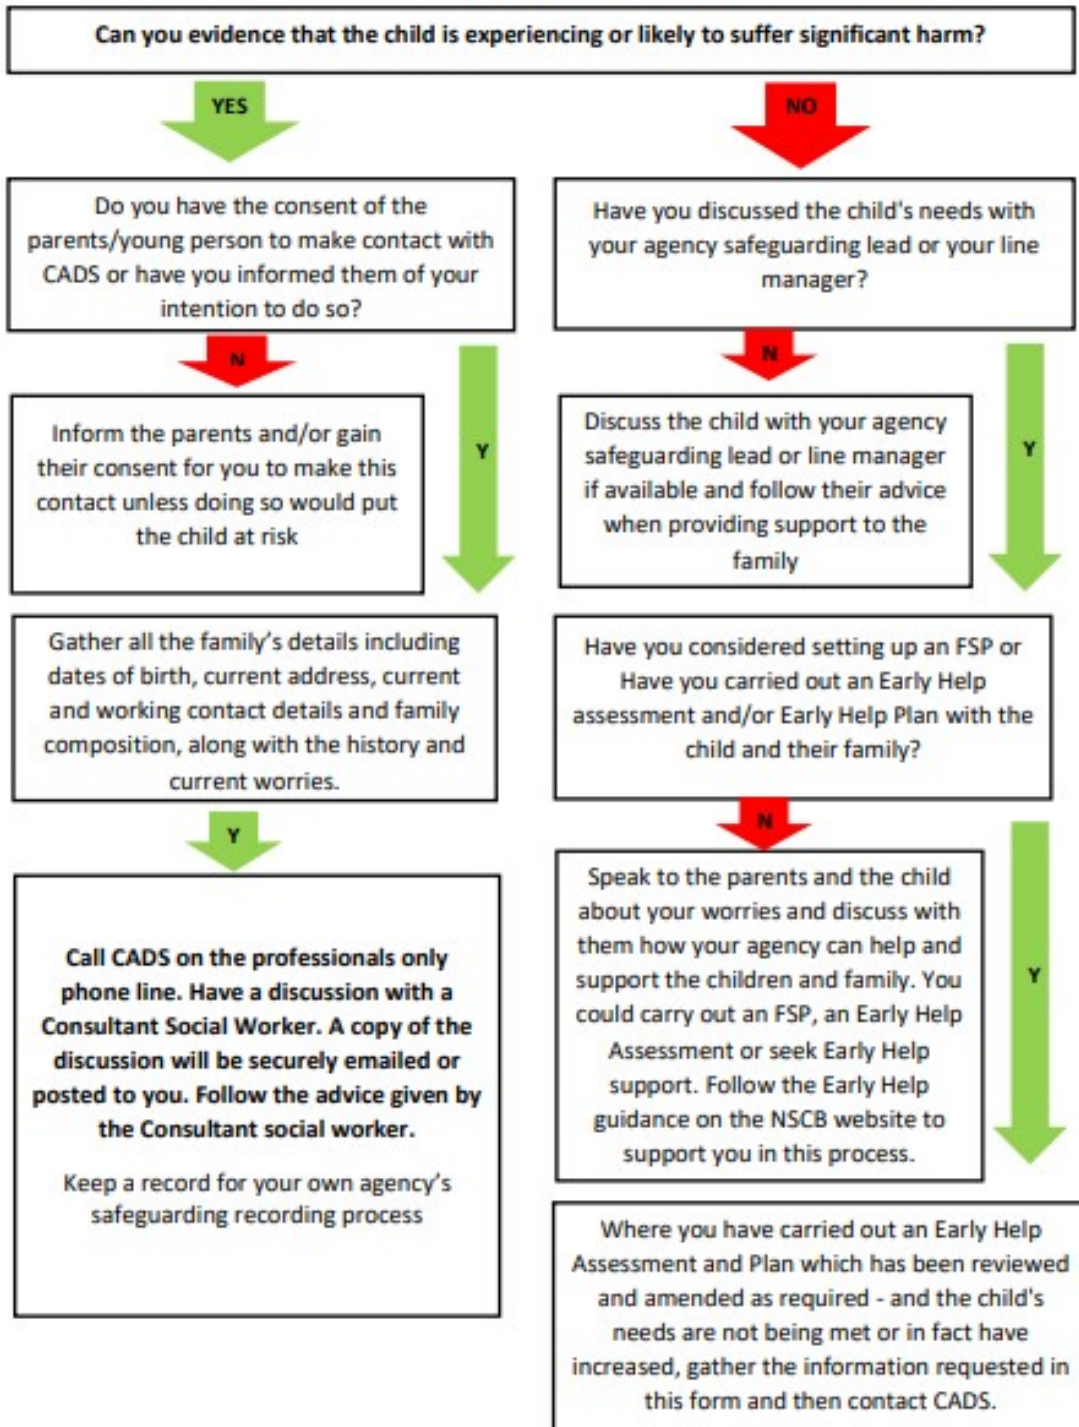 Can you evidence that the child is experiencing or likely to suffer significant harm?
YES
NO
Do you have the consent of the
parents/young person to make contact with
CADS or have you informed them of your
intention to do so?
Have you discussed the child's needs with
your agency safeguarding lead or your line
manager?
N
Y
N
Y
Inform the parents and/or gain
their consent for you to make this
contact unless doing so would put
the child at risk
Discuss the child with your agency
safeguarding lead or line manager
if available and follow their advice
when providing support to the
family
Gather all the family's details including
dates of birth, current address, current
and working contact details and family
composition, along with the history and
current worries.
Have you considered setting up an FSP or
Have you carried out an Early Help
assessment and/or Early Help Plan with the
child and their family?
Y
N
Y
Call CADS on the professionals only
phone line. Have a discussion with a
Consultant Social Worker. A copy of the
discussion will be securely emailed or
posted to you. Follow the advice given by
the Consultant social worker.
Keep a record for your own agency's
safeguarding recording process
Speak to the parents and the child
about your worries and discuss with
them how your agency can help and
support the children and family. You
could carry out an FSP, an Early Help
Assessment or seek Early Help
support. Follow the Early Help
guidance on the NSCB website to
support you in this process.
Where you have carried out an Early Help
Assessment and Plan which has been reviewed
and amended as required - and the child's
needs are not being met or in fact have
increased, gather the information requested in
this form and then contact CADS.